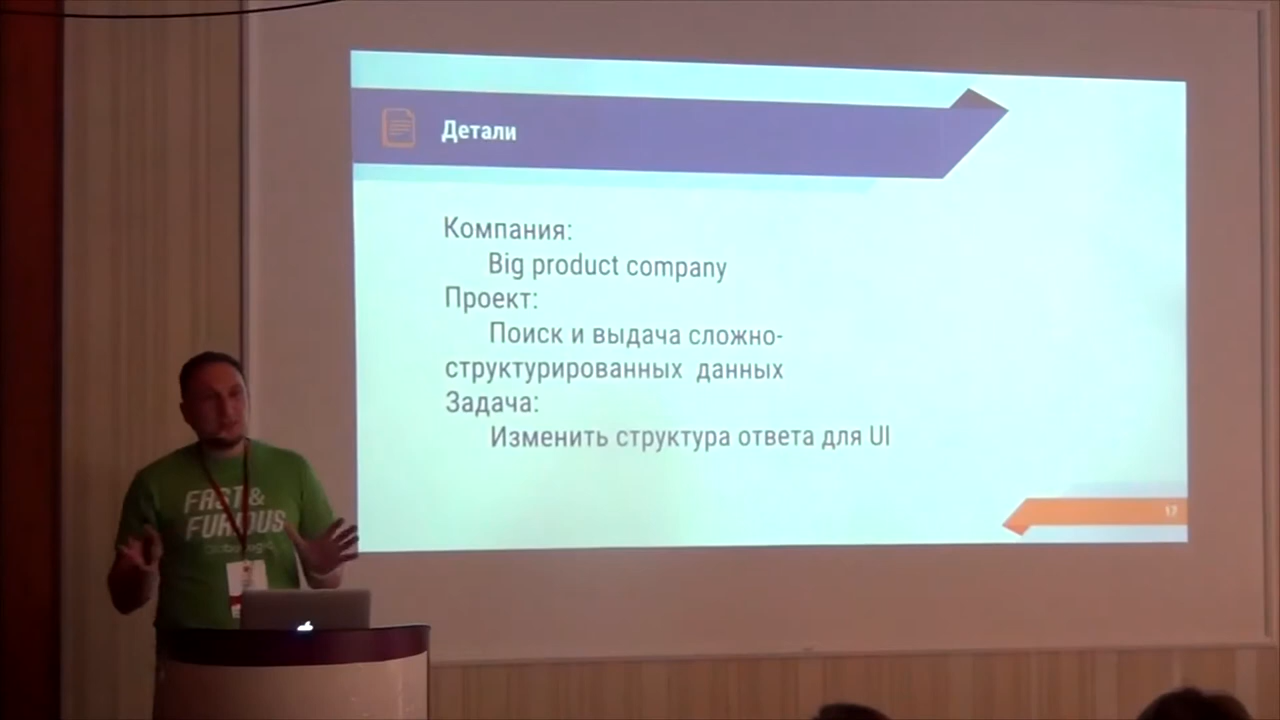 Детали
Компания:
Big product company
Проект:
Поиск и выдача сложно-
структурированных данных
Задача:
Изменить структура ответа для UI
17
FAST &
FURIOUS